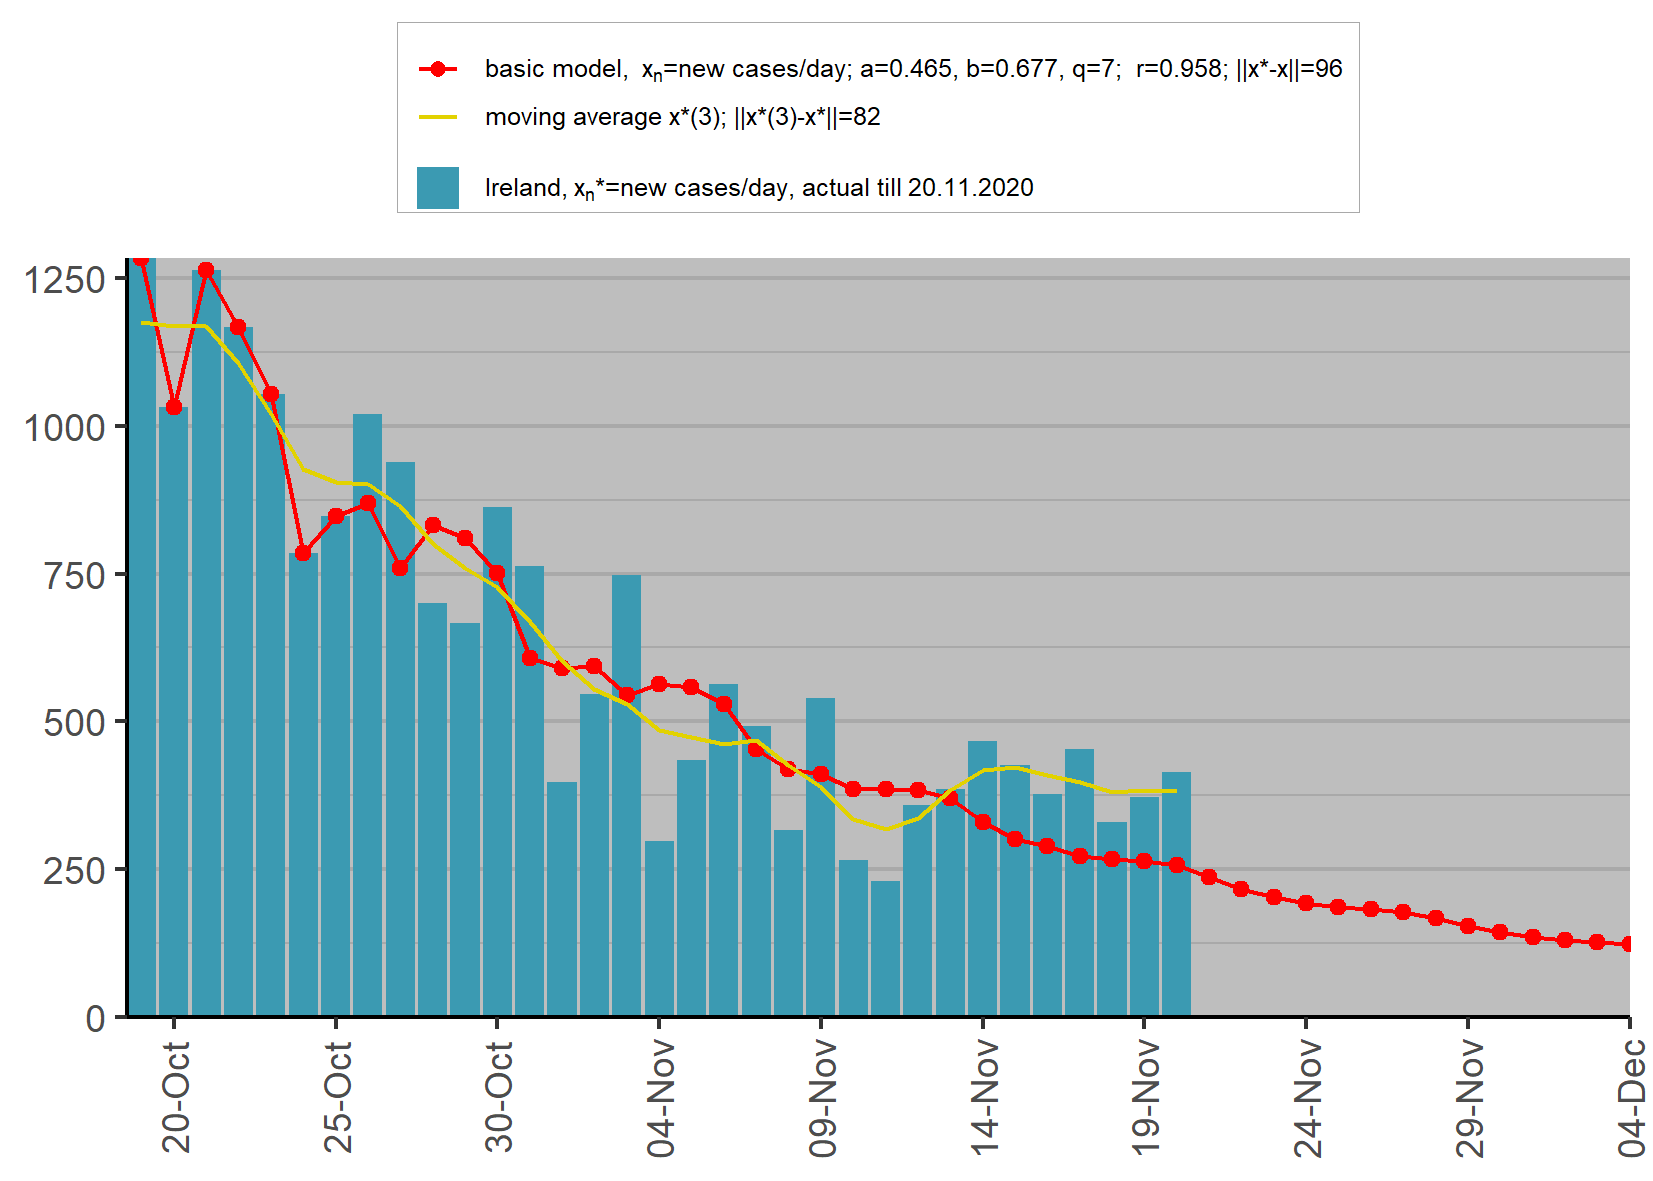 basic model, xn=new cases/day; a=0.465, b=0.677, q=7; r=0.958; ||x*-x||=96
moving average x*(3); ||x*(3)-x*||=82
Ireland, xn*=new cases/day, actual till 20.11.2020
1250
1000
750
500
250
0
20-Oct
25-Oct
30-Oct
04-Nov
09-Nov
14-Nov
19-Nov
24-Nov
29-Nov
04-Dec